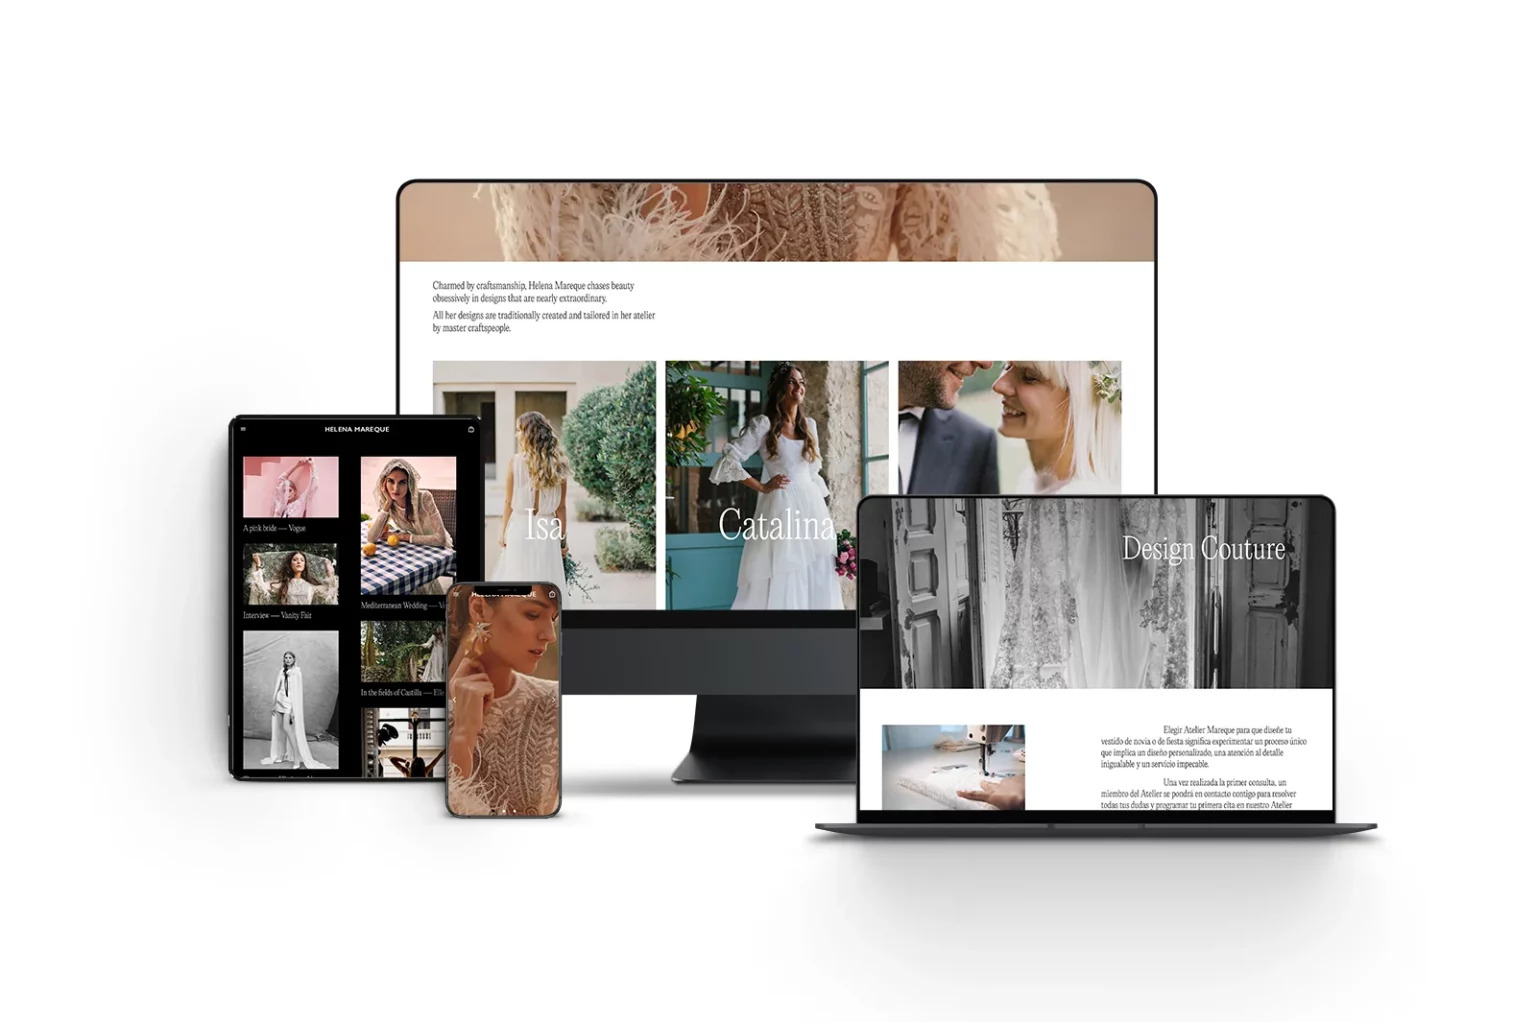 Charmed by craftsmanship, Helena Mareque chases beauty
obsessively in designs that are nearly extraordinary.
All her designs are traditionally created and tailored in her atelier
by master craftspeople.
Isa
Catalina
HELENA MAREQUE
A pink bride — Vogue
Interview — Vanity Fair
Mediterranean Wedding —
In the fields of Castilla — Elle
HELENA MAREQUE
Design Couture
Elegir Atelier Mareque para que diseñe tu
vestido de novia o de fiesta significa experimentar un proceso único
que implica un diseño personalizado, una atención al detalle
inigualable y un servicio impecable.
Una vez realizada la primer consulta, un
miembro del Atelier se pondrá en contacto contigo para resolver
todas tus dudas y programar tu primera cita en nuestro Atelier